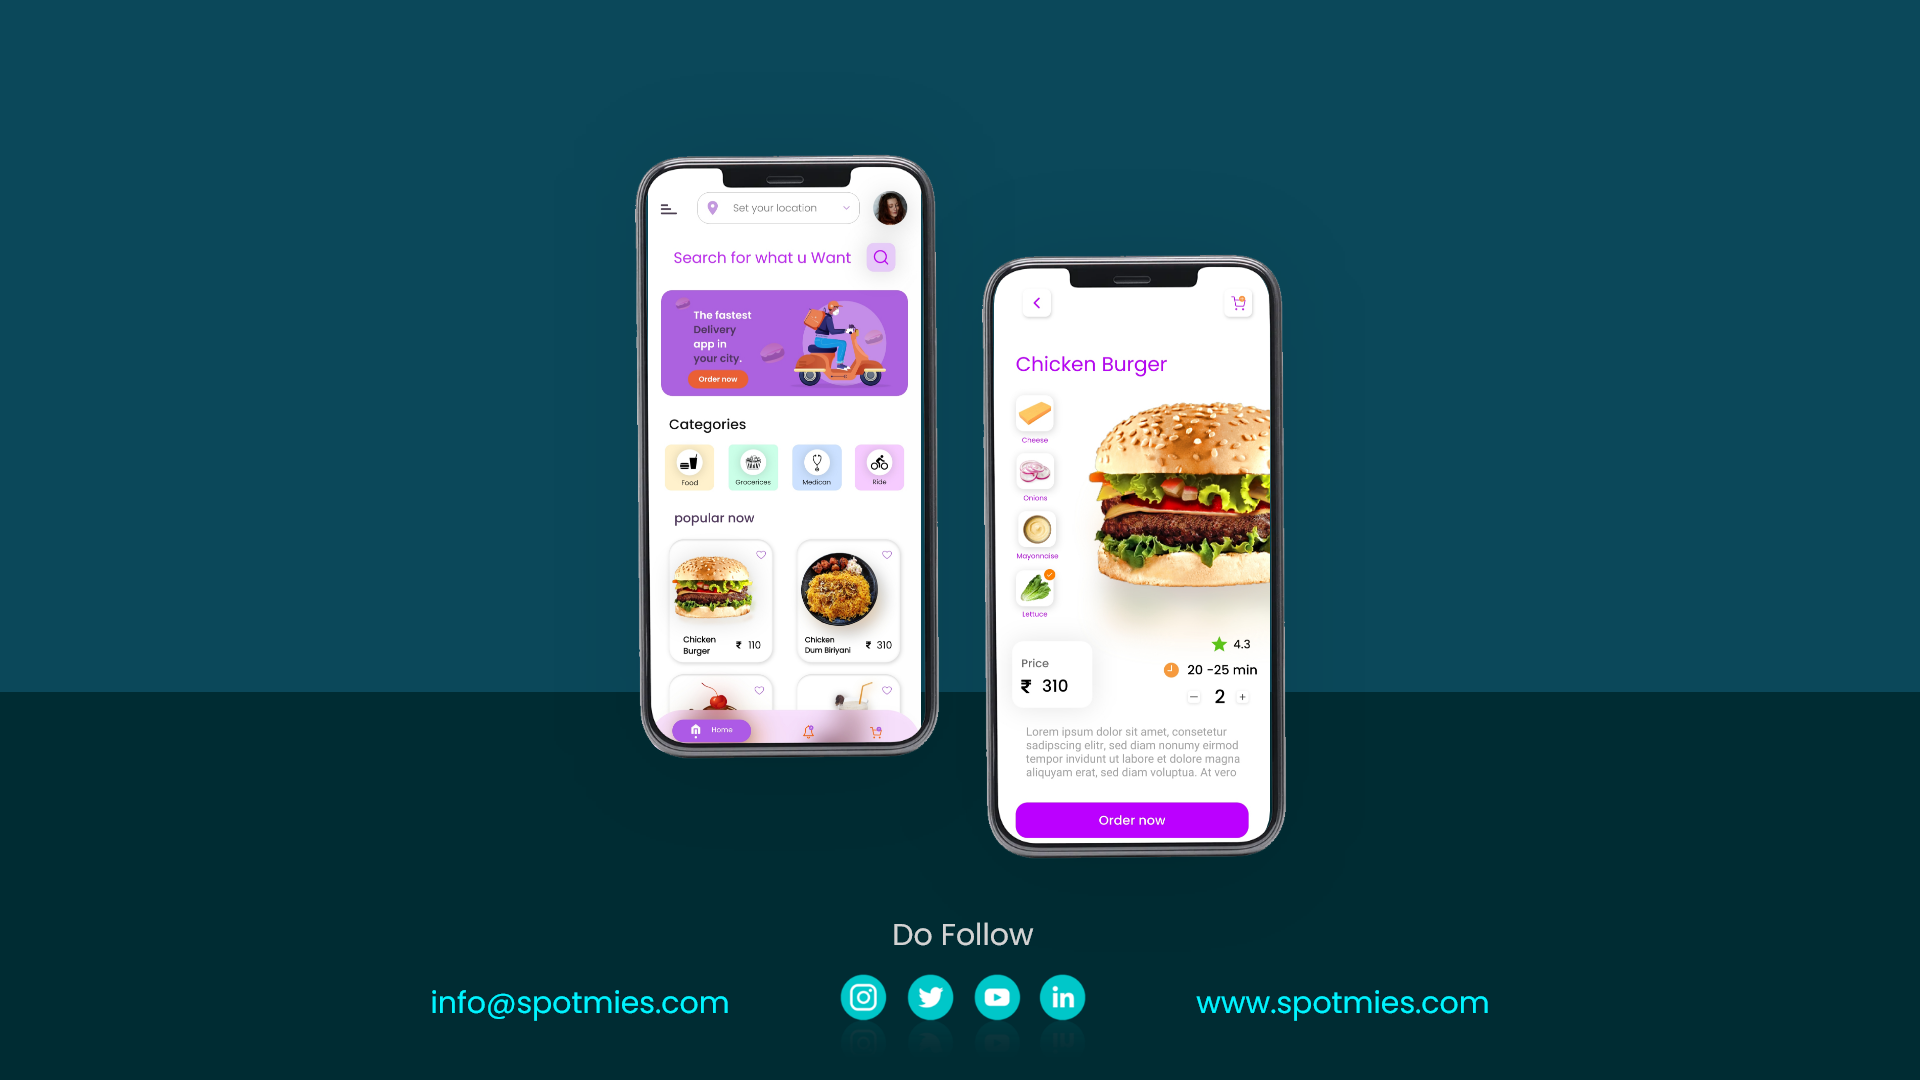 Set your location
Search for what u Want
The fastest
Delivery
app in
your city.
Order now
Categories
Food
Grocerices
Medican
Ride
popular now
Chicken
Burger
₹ 110
Chicken
Dum Biriyani
₹ 310
Home
Chicken Burger
Cheese
Onions
Mayonnoise
Lettuce
4.3
Price
₹ 310
20 -25 min
− 2 +
Lorem ipsum dolor sit amet, consetetur
sadipscing elitr, sed diam nonumy eirmod
tempor invidunt ut labore et dolore magna
aliquyam erat, sed diam voluptua. At vero
Order now
Do Follow
info@spotmies.com
in
www.spotmies.com